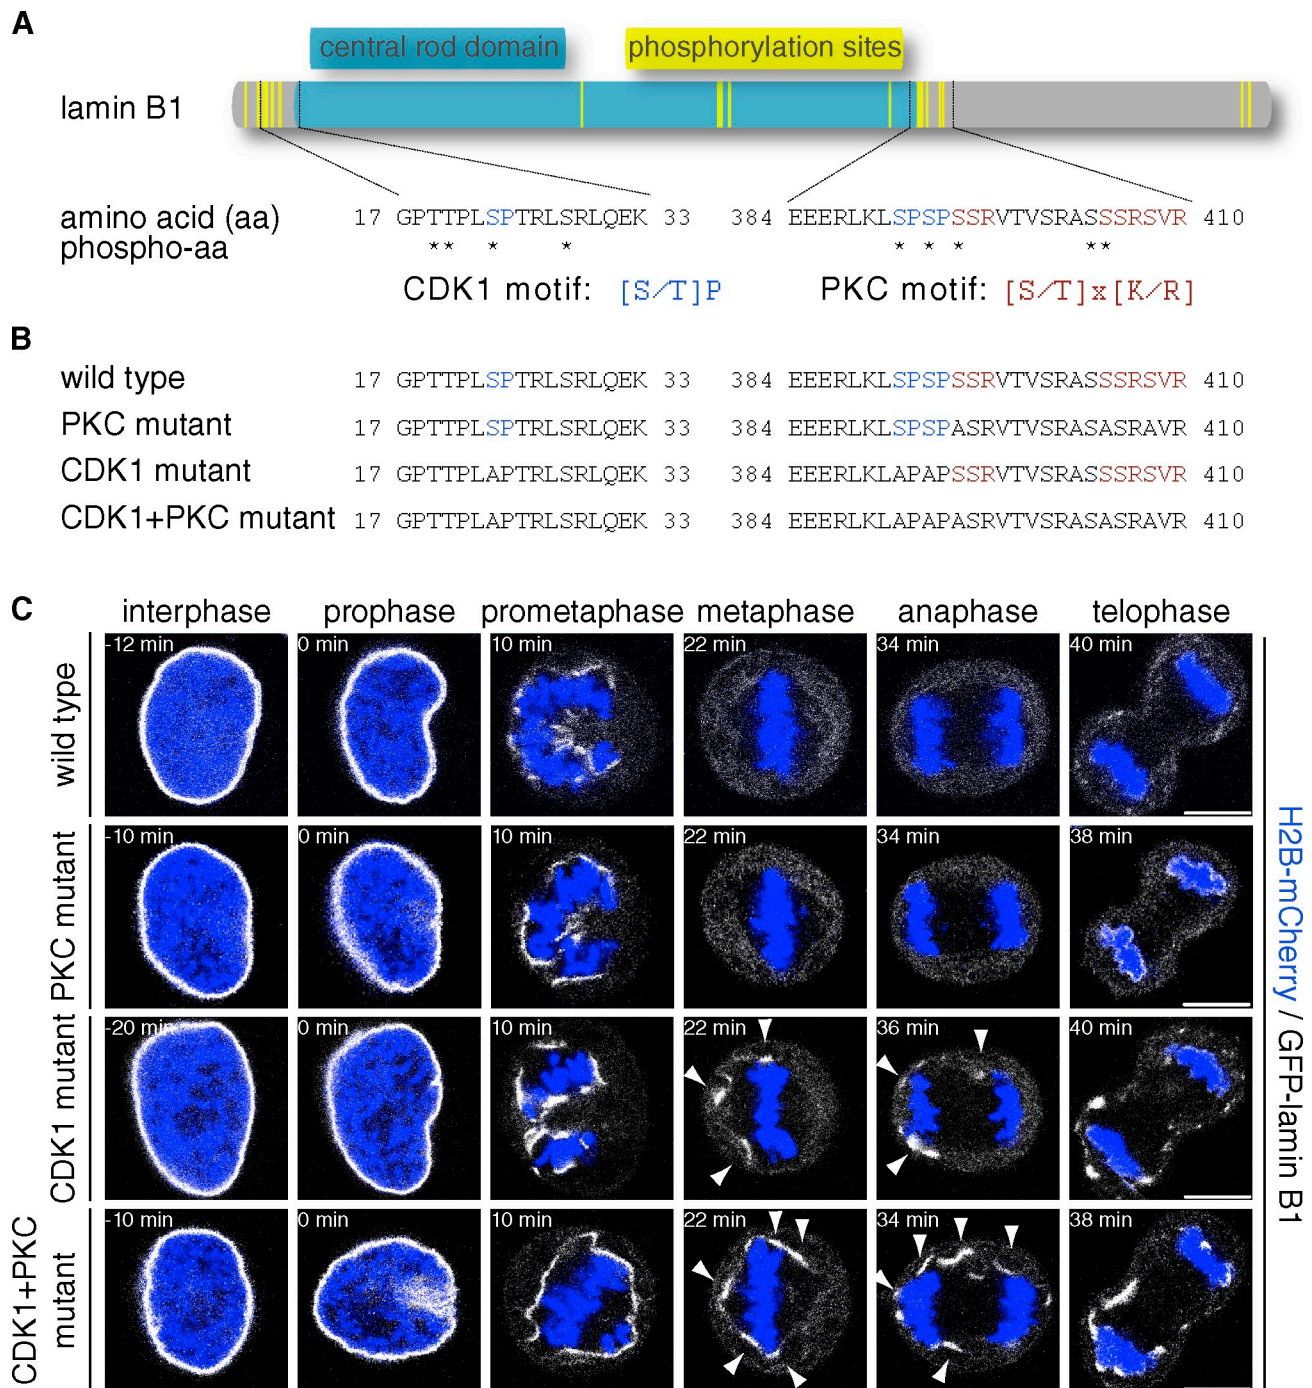 A
central rod domain
phosphorylation sites
lamin B1
amino acid (aa) 17 GPTTPLSPTRLSRLQEK 33 384 EEERLKLSPSPSSRVTVSRASSSRSVR 410
phospho-aa * * * * * * * * *
CDK1 motif: [S/T]P PKC motif: [S/T]x[K/R]
B
wild type 17 GPTTPLSPTRLSRLQEK 33 384 EEERLKLSPSPSSRVTVSRASSSRSVR 410
PKC mutant 17 GPTTPLSPTRLSRLQEK 33 384 EEERLKLSPSPASRVTVSRASASRAVR 410
CDK1 mutant 17 GPTTPLAPTRLSRLQEK 33 384 EEERLKLAPAPSSRVTVSRASSSRSVR 410
CDK1+PKC mutant 17 GPTTPLAPTRLSRLQEK 33 384 EEERLKLAPAPASRVTVSRASASRAVR 410
C
interphase prophase prometaphase metaphase anaphase telophase
wild type
-12 min 0 min 10 min 22 min 34 min 40 min
PKC mutant
-10 min 0 min 10 min 22 min 34 min 38 min
CDK1 mutant
-20 min 0 min 10 min 22 min 36 min 40 min
CDK1+PKC
mutant
-10 min 0 min 10 min 22 min 34 min 38 min
H2B-mCherry / GFP-lamin B1